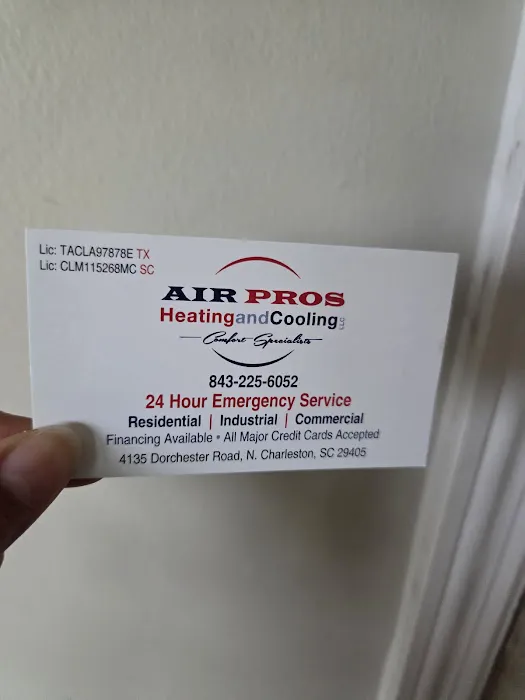 Lic: TACLA97878E TX
Lic: CLM115268MC SC
AIR PROS
HeatingandCooling LLC
Comfort Specialists
843-225-6052
24 Hour Emergency Service
Residential | Industrial | Commercial
Financing Available • All Major Credit Cards Accepted
4135 Dorchester Road, N. Charleston, SC 29405